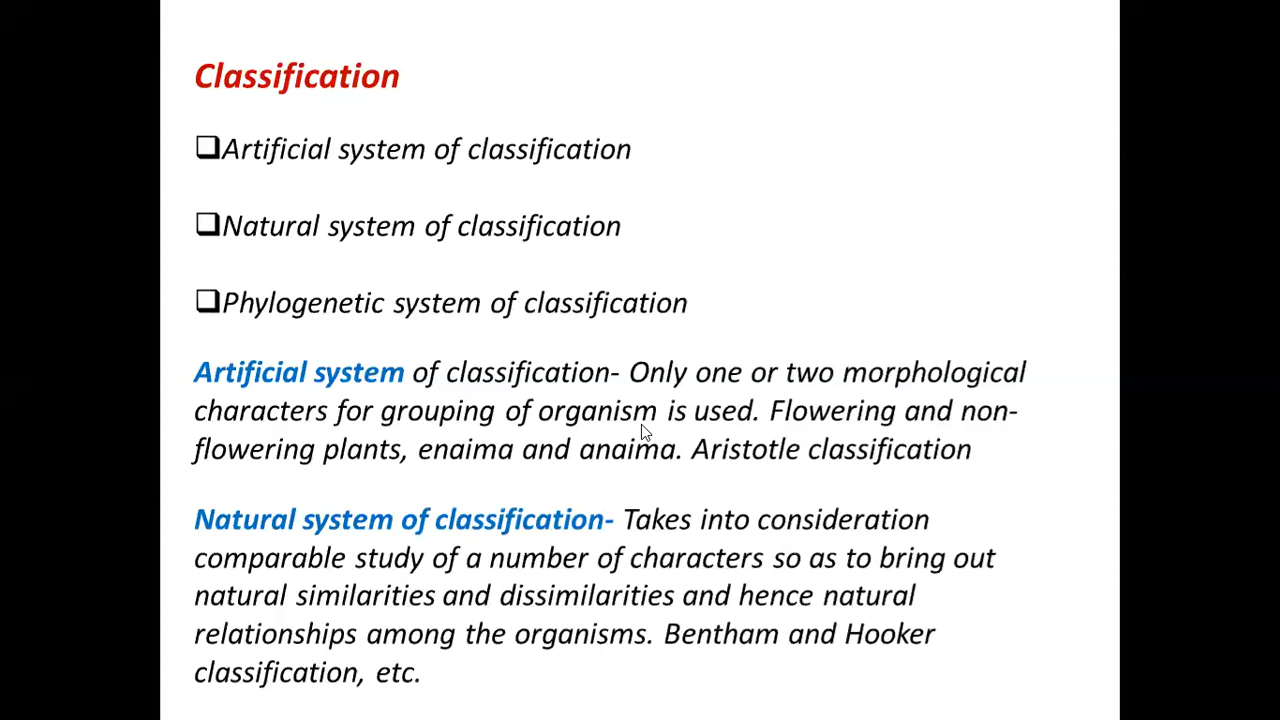 Classification
❑Artificial system of classification
❑Natural system of classification
❑Phylogenetic system of classification
Artificial system of classification- Only one or two morphological
characters for grouping of organism is used. Flowering and non-
flowering plants, enaima and anaima. Aristotle classification
Natural system of classification- Takes into consideration
comparable study of a number of characters so as to bring out
natural similarities and dissimilarities and hence natural
relationships among the organisms. Bentham and Hooker
classification, etc.